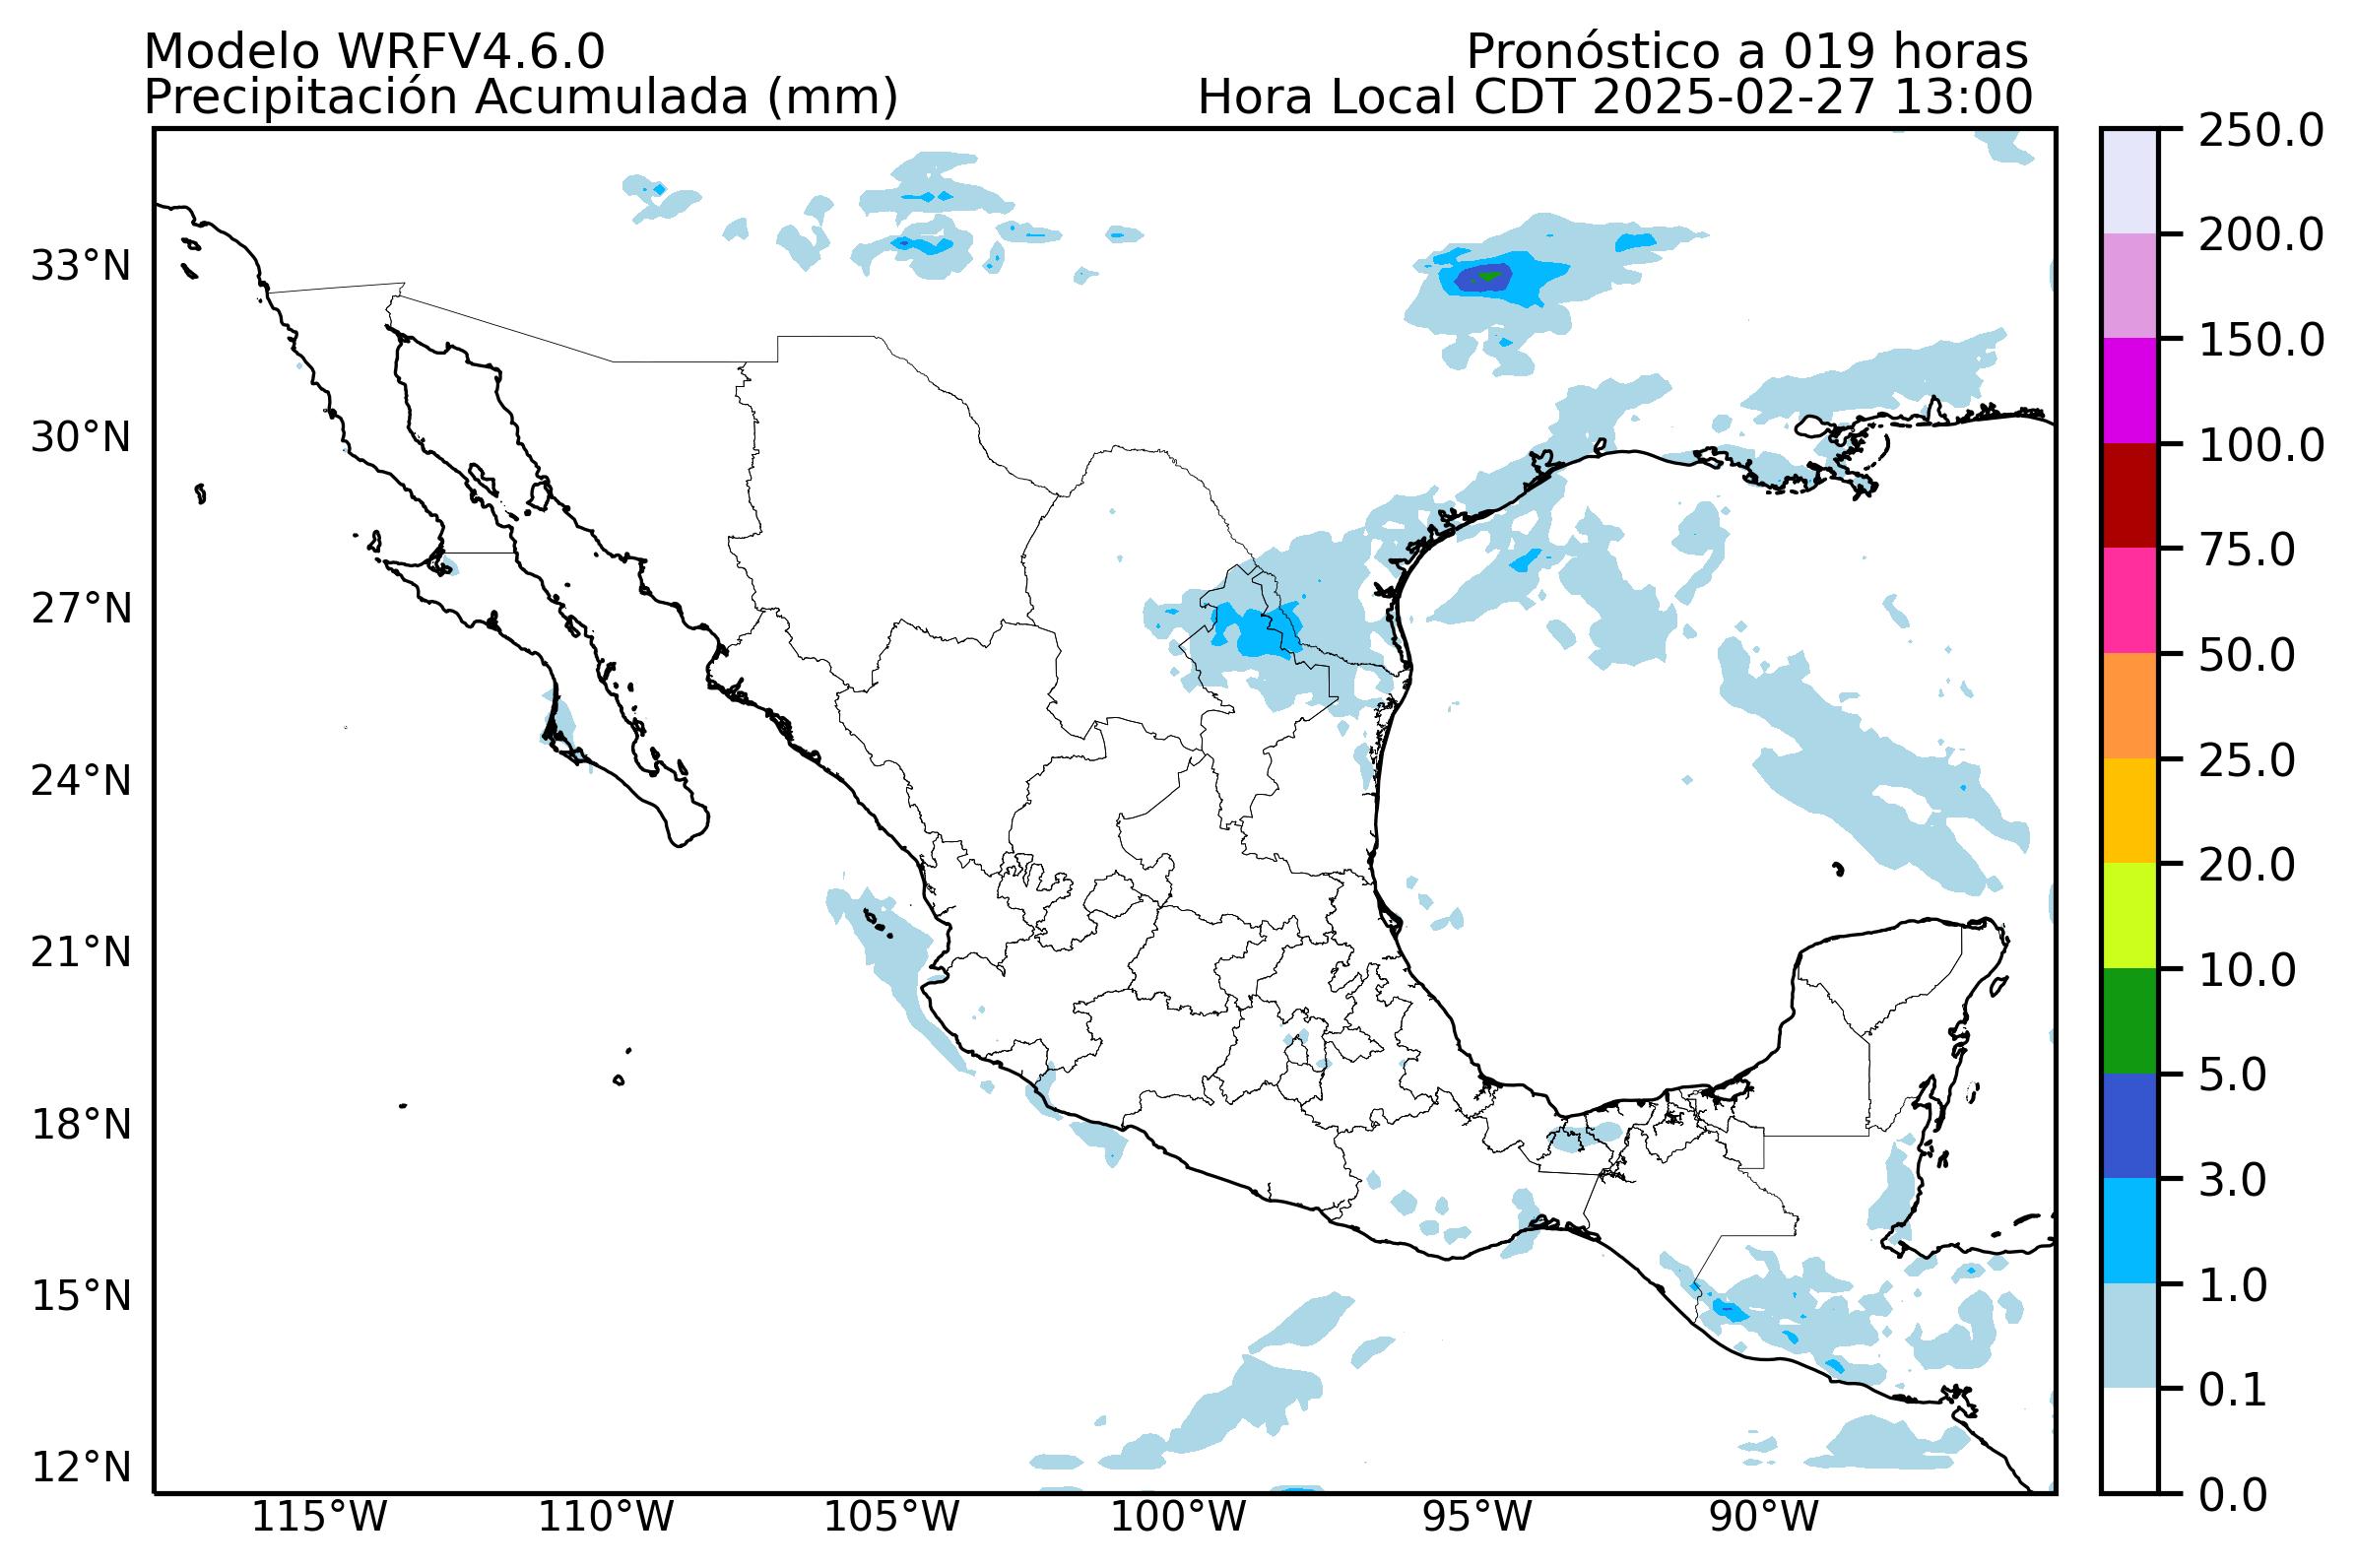 Modelo WRFV4.6.0
Pronóstico a 019 horas
Precipitación Acumulada (mm)
Hora Local CDT 2025-02-27 13:00
33°N
30°N
27°N
24°N
21°N
18°N
15°N
12°N
115°W
110°W
105°W
100°W
95°W
90°W
250.0
200.0
150.0
100.0
75.0
50.0
25.0
20.0
10.0
5.0
3.0
1.0
0.1
0.0